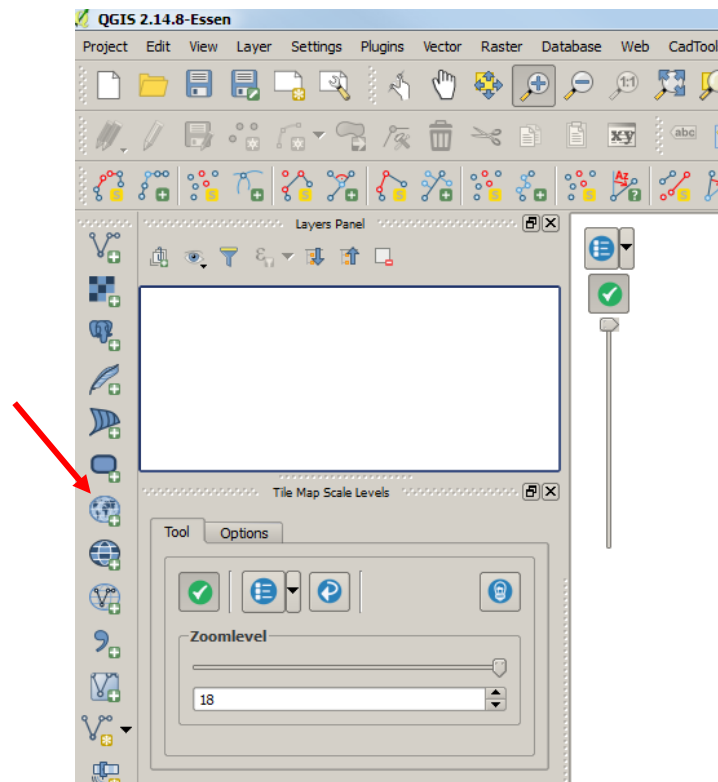 QGIS 2.14.8-Essen
Project Edit View Layer Settings Plugins Vector Raster Database Web CadTool
1:1
x,y abc
S S S S S S AZ ? S
Layers Panel
ε
Tile Map Scale Levels
Tool Options
Zoomlevel
18